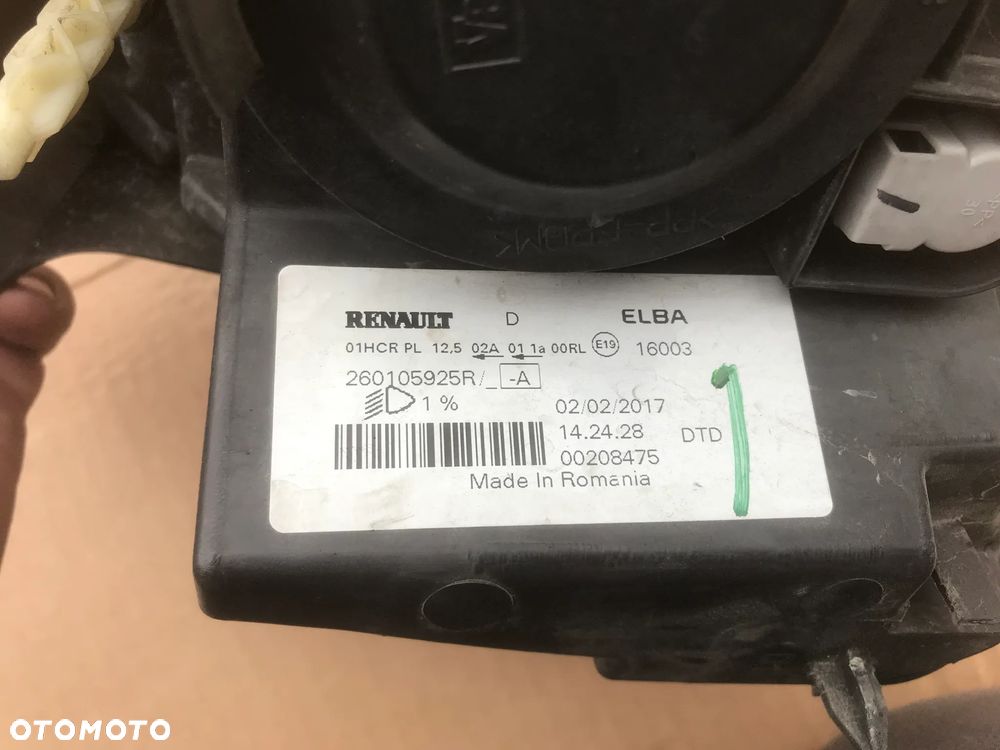 RENAULT D ELBA
01HCR PL 12,5 02A 01 1a 00RL E19 16003
260105925R/_ -A
1 %
02/02/2017
14.24.28 DTD
00208475
Made In Romania
30
OTOMOTO